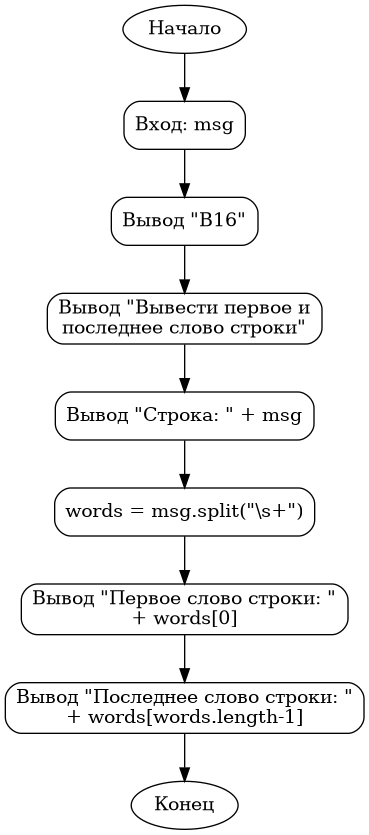 Начало
Вход: msg
Вывод "В16"
Вывод "Вывести первое и
последнее слово строки"
Вывод "Строка: " + msg
words = msg.split("\s+")
Вывод "Первое слово строки: "
+ words[0]
Вывод "Последнее слово строки: "
+ words[words.length-1]
Конец